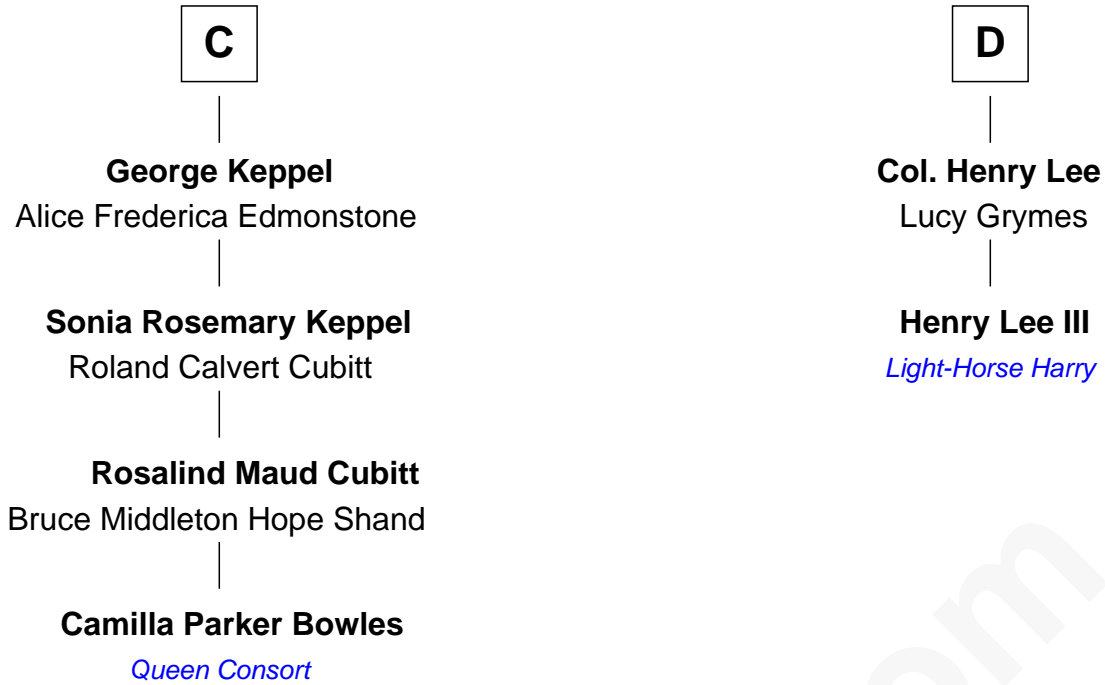 C
George Keppel
Alice Frederica Edmonstone
Sonia Rosemary Keppel
Roland Calvert Cubitt
Rosalind Maud Cubitt
Bruce Middleton Hope Shand
Camilla Parker Bowles
Queen Consort
D
Col. Henry Lee
Lucy Grymes
Henry Lee III
Light-Horse Harry
om